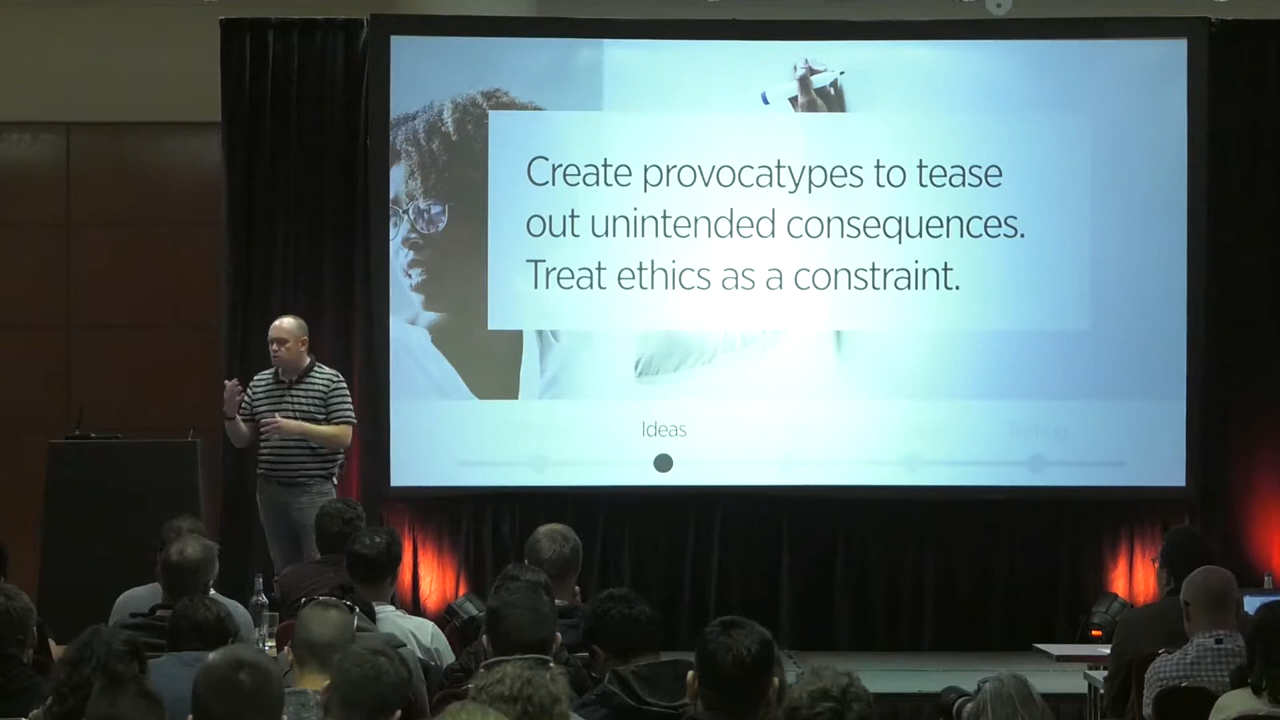 Create provocatypes to tease
out unintended consequences.
Treat ethics as a constraint.
Ideas